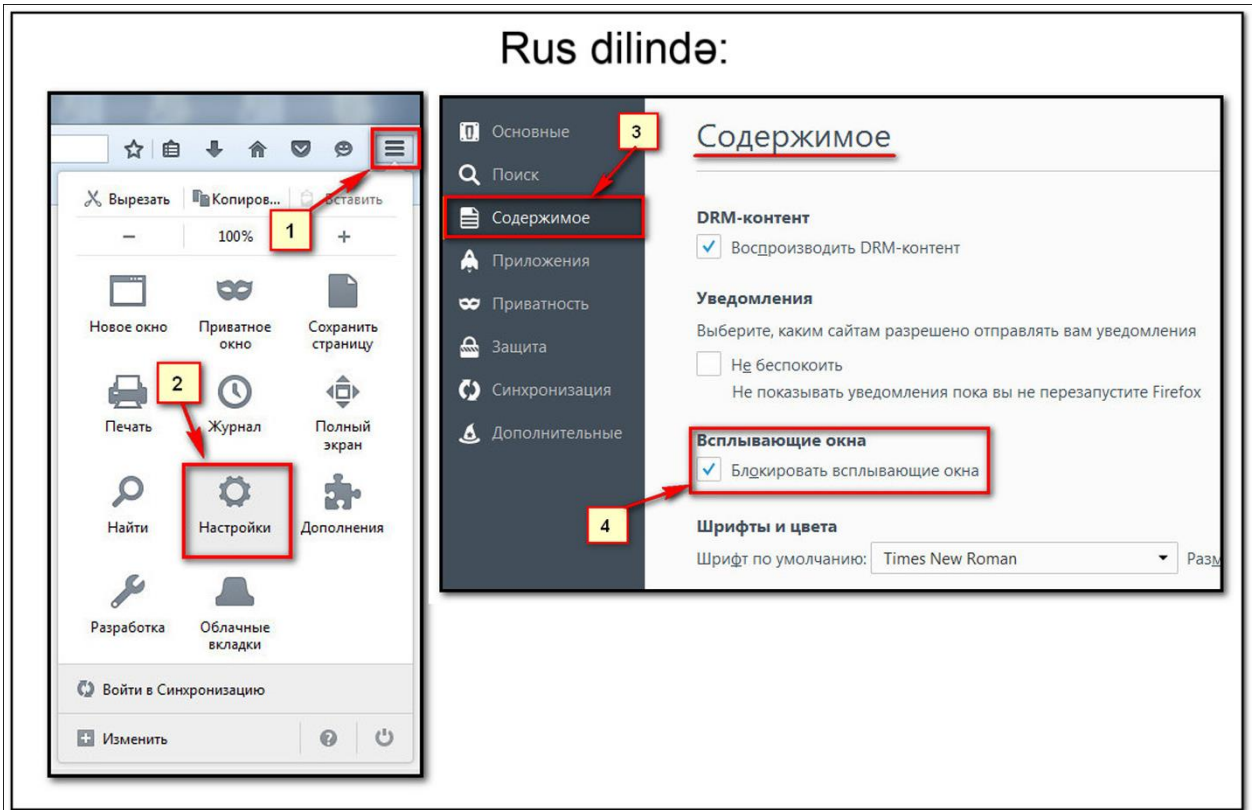 Rus dilində:
Вырезать Копиров... Вставить
1
− 100% +
Новое окно Приватное окно Сохранить страницу
2
Печать Журнал Полный экран
Найти Настройки Дополнения
Разработка Облачные вкладки
Войти в Синхронизацию
Изменить
Основные
3
Поиск
Содержимое
Приложения
Приватность
Защита
Синхронизация
Дополнительные
Содержимое
DRM-контент
Воспроизводить DRM-контент
Уведомления
Выберите, каким сайтам разрешено отправлять вам уведомления
Не беспокоить
Не показывать уведомления пока вы не перезапустите Firefox
Всплывающие окна
Блокировать всплывающие окна
4
Шрифты и цвета
Шрифт по умолчанию: Times New Roman Разм